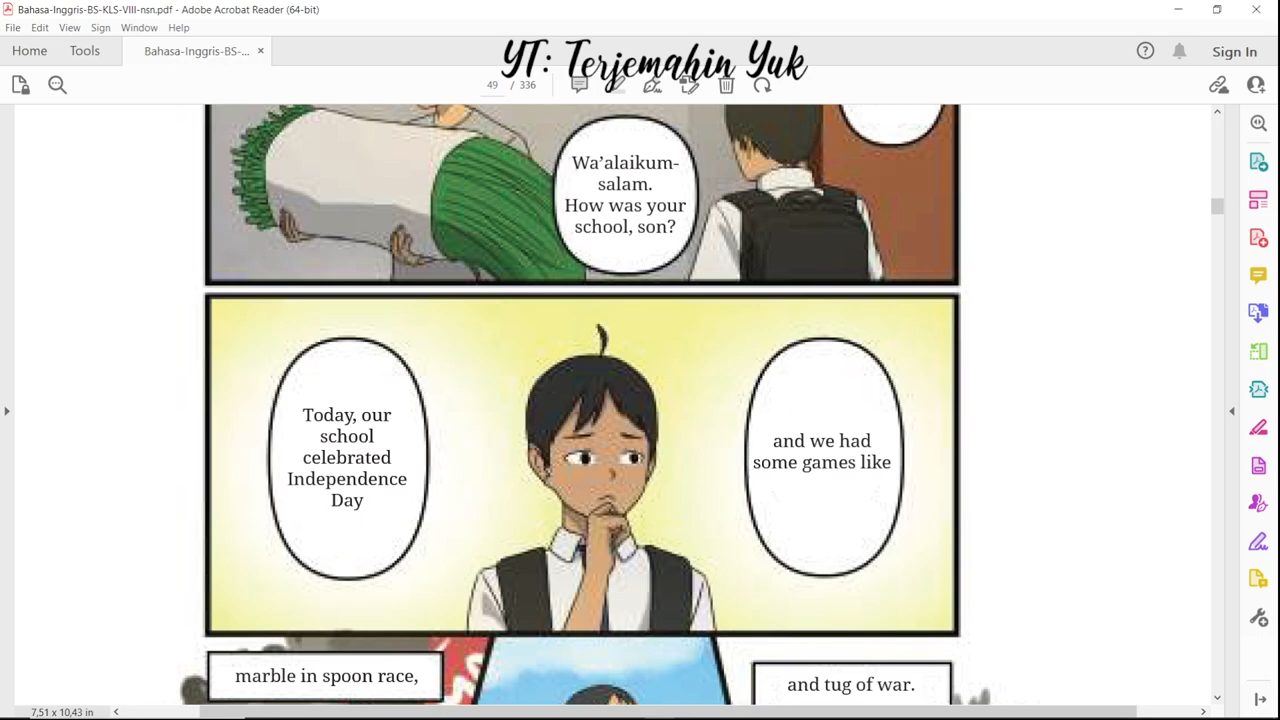 Bahasa-Inggris-BS-KLS-VIII-nsn.pdf - Adobe Acrobat Reader (64-bit)
File Edit View Sign Window Help
Home Tools Bahasa-Inggris-BS-... × Sign In
YT: Terjemahin Yuk
49 / 336
Wa’alaikum-
salam.
How was your
school, son?
Today, our
school
celebrated
Independence
Day
and we had
some games like
marble in spoon race,
and tug of war.
7,51 x 10,43 in